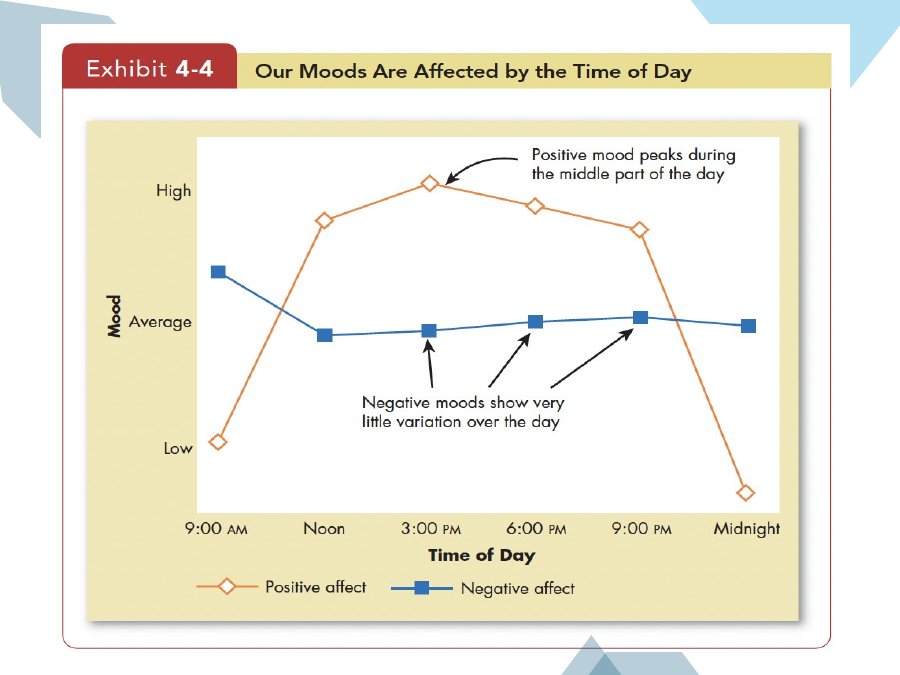 Exhibit 4-4
Our Moods Are Affected by the Time of Day
Positive mood peaks during
the middle part of the day
High
Mood
Average
Negative moods show very
little variation over the day
Low
9:00 AM Noon 3:00 PM 6:00 PM 9:00 PM Midnight
Time of Day
Positive affect Negative affect